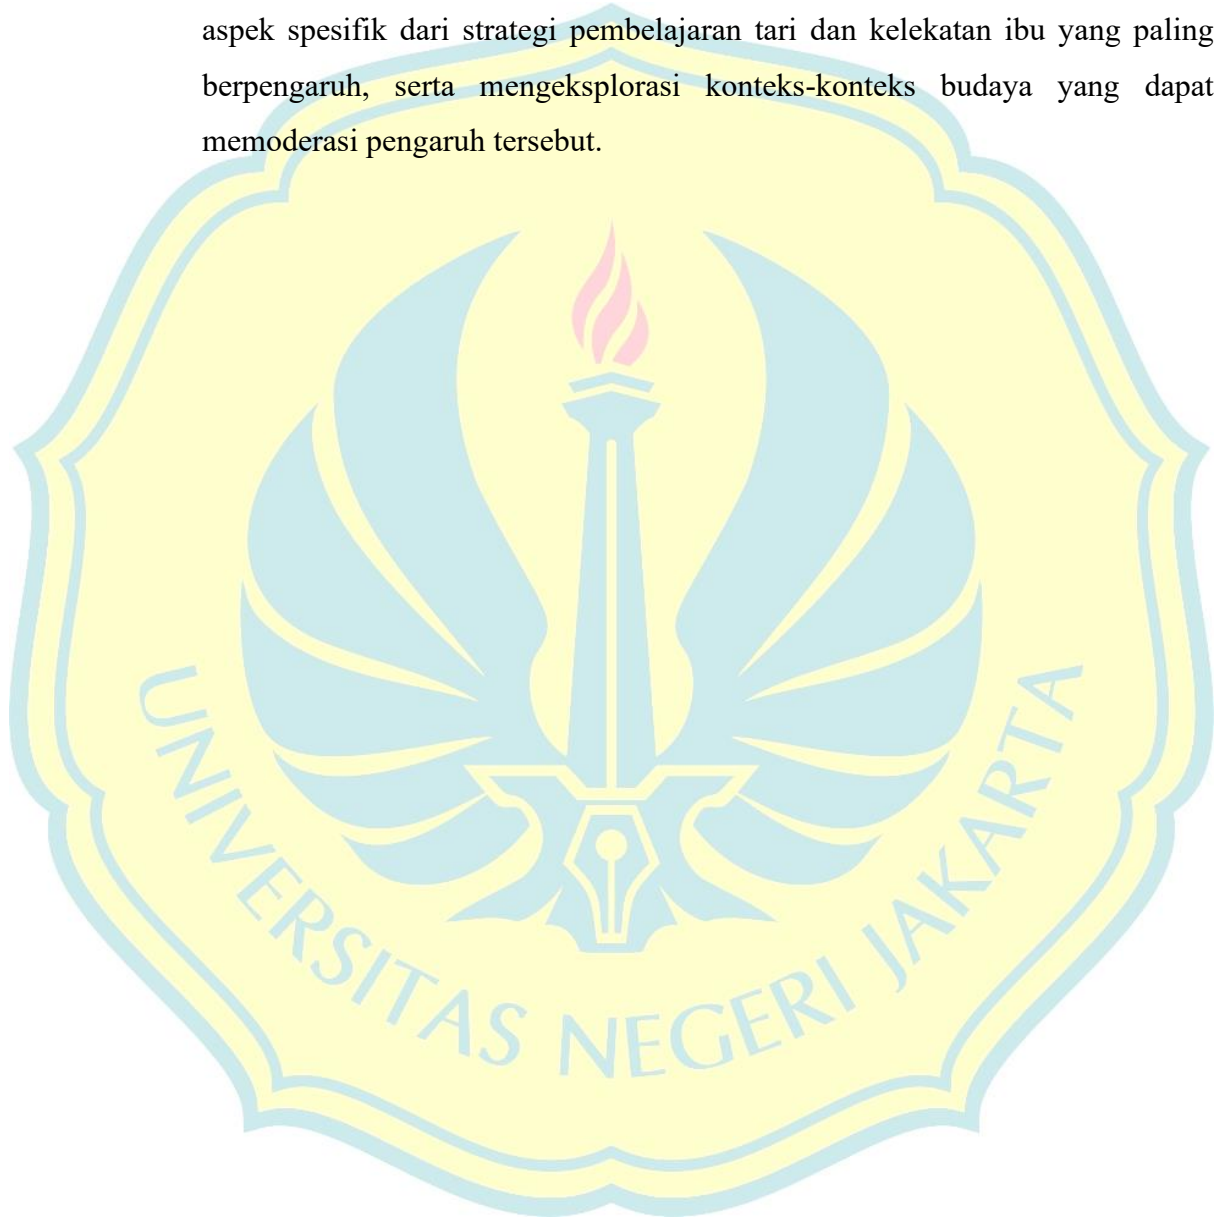 aspek spesifik dari strategi pembelajaran tari dan kelekatan ibu yang paling
berpengaruh, serta mengeksplorasi konteks-konteks budaya yang dapat
memoderasi pengaruh tersebut.
UNIVERSITAS NEGERI JAKARTA